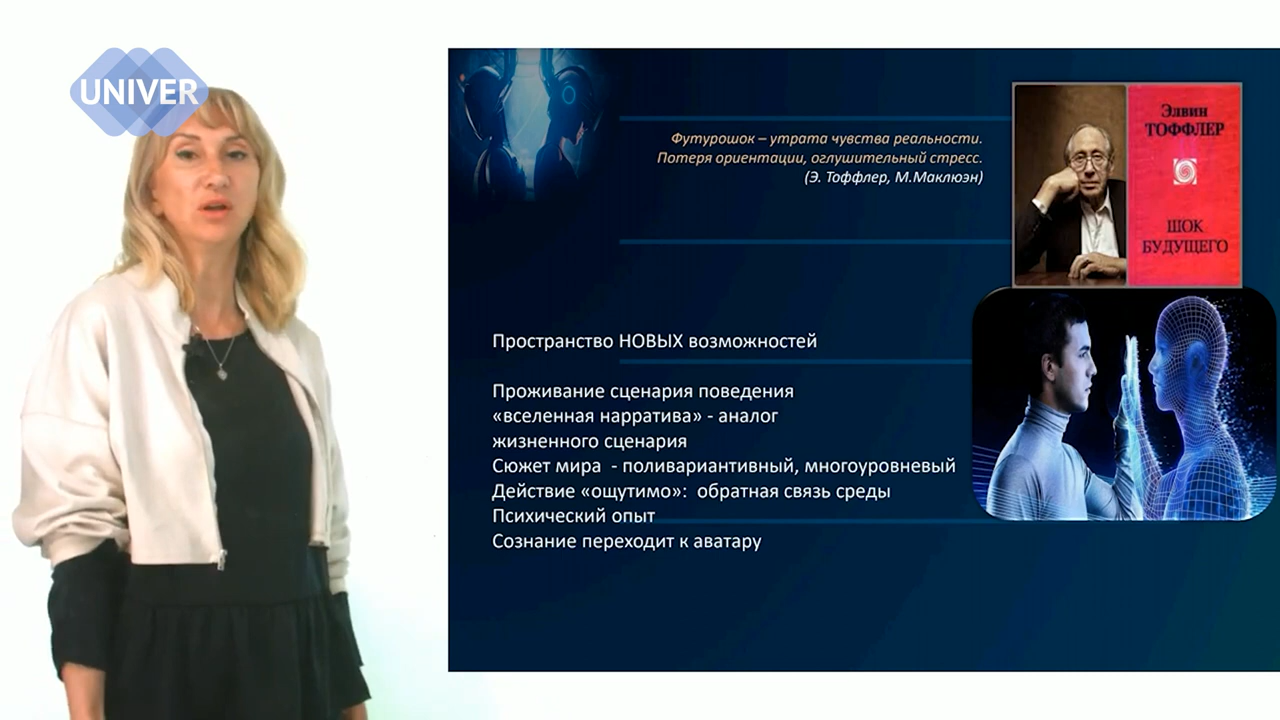 UNIVER
Футурошок – утрата чувства реальности.
Потеря ориентации, оглушительный стресс.
(Э. Тоффлер, М.Маклюэн)
Элвин
ТОФФЛЕР
ШОК
БУДУЩЕГО
Пространство НОВЫХ возможностей
Проживание сценария поведения
«вселенная нарратива» - аналог
жизненного сценария
Сюжет мира - поливариантивный, многоуровневый
Действие «ощутимо»: обратная связь среды
Психический опыт
Сознание переходит к аватару